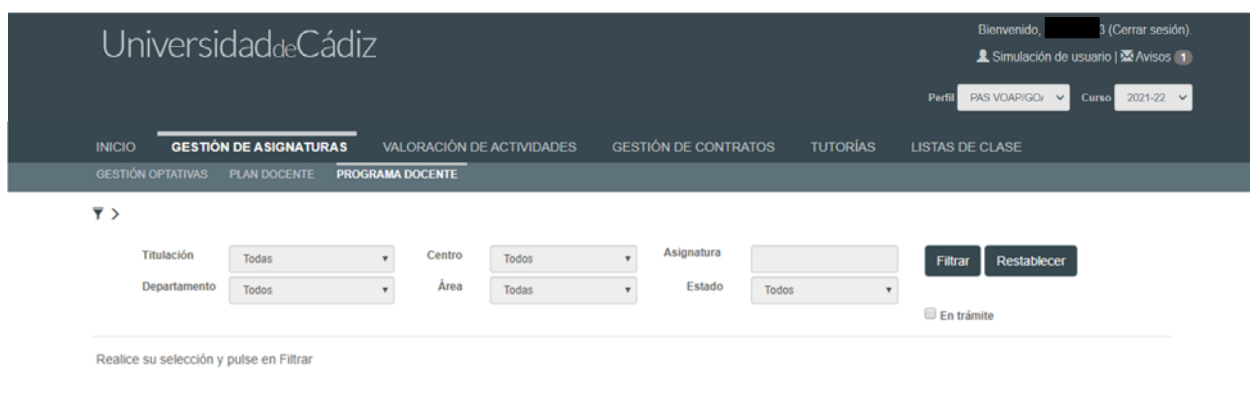 UniversidaddeCádiz
Bienvenido, 3 (Cerrar sesión).
Simulación de usuario | Avisos 1
Perfil PAS VOAP/GO/ Curso 2021-22
INICIO GESTIÓN DE ASIGNATURAS VALORACIÓN DE ACTIVIDADES GESTIÓN DE CONTRATOS TUTORÍAS LISTAS DE CLASE
GESTIÓN OPTATIVAS PLAN DOCENTE PROGRAMA DOCENTE
Titulación Todas Centro Todos Asignatura Filtrar Restablecer
Departamento Todos Área Todas Estado Todos
En trámite
Realice su selección y pulse en Filtrar